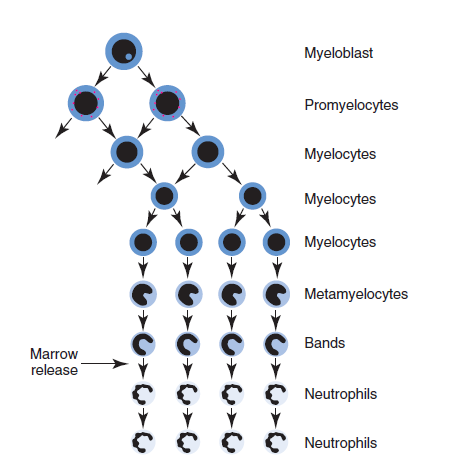 Myeloblast
Promyelocytes
Myelocytes
Myelocytes
Myelocytes
Metamyelocytes
Bands
Marrow
release
Neutrophils
Neutrophils